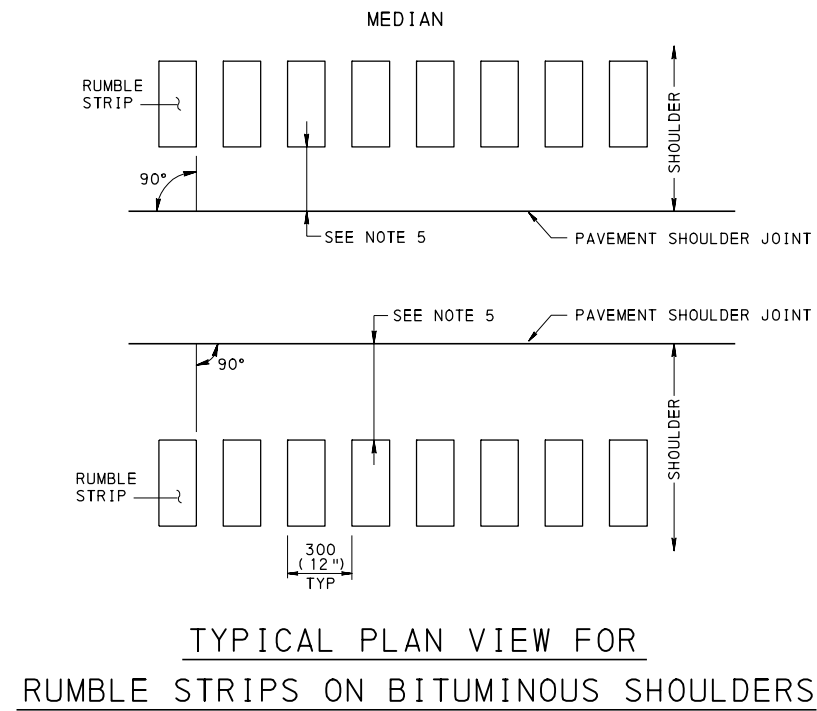 MEDIAN
RUMBLE
STRIP
SHOULDER
90°
SEE NOTE 5
PAVEMENT SHOULDER JOINT
SEE NOTE 5
PAVEMENT SHOULDER JOINT
90°
SHOULDER
RUMBLE
STRIP
300
(12")
TYP
TYPICAL PLAN VIEW FOR
RUMBLE STRIPS ON BITUMINOUS SHOULDERS